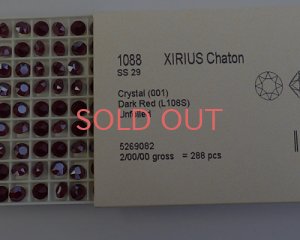 1088 XIRIUS Chaton
SS 29
Crystal (001)
Dark Red (L108S)
SOLD OUT
Unfoiled
5269082
2/00/00 gross = 288 pcs